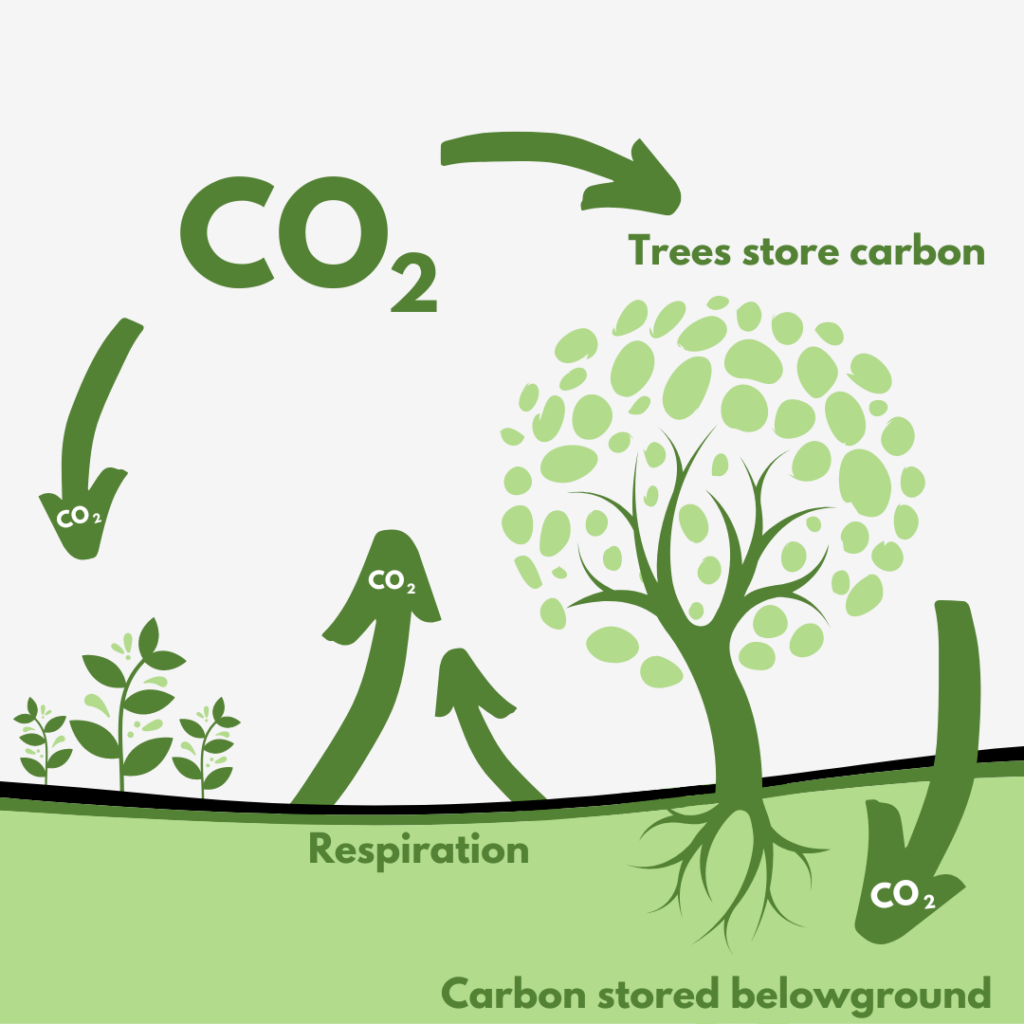 CO₂
Trees store carbon
CO₂
CO₂
Respiration
CO₂
Carbon stored belowground